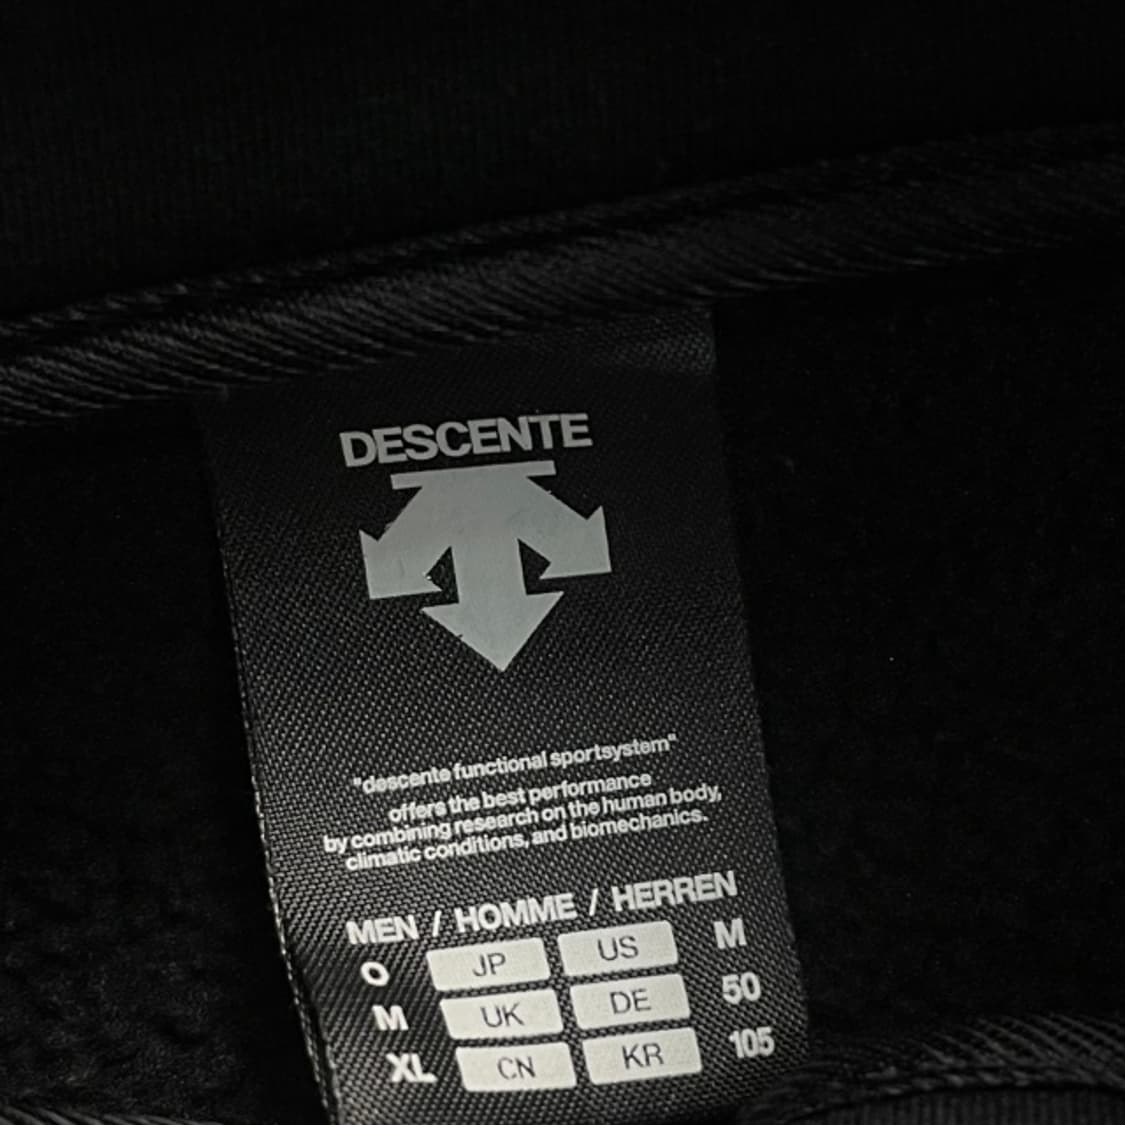 DESCENTE
"descente functional sportsystem"
offers the best performance
by combining research on the human body,
climatic conditions, and biomechanics.
MEN / HOMME / HERREN
O JP US M
M UK DE 50
XL CN KR 105